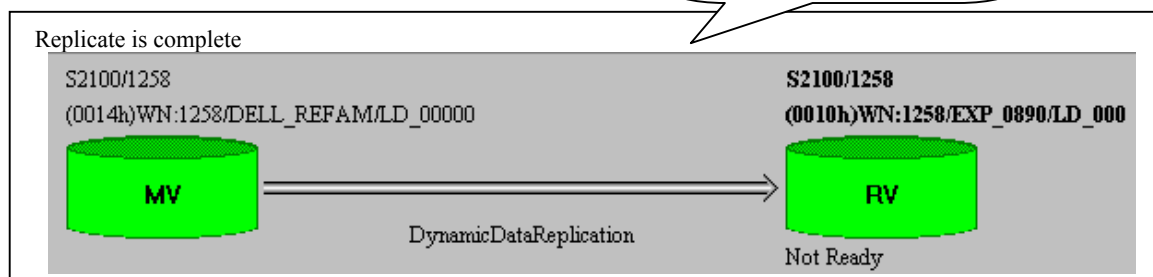 Replicate is complete
S2100/1258
(0014h)WN:1258/DELL_REFAM/LD_00000
MV
DynamicDataReplication
S2100/1258
(0010h)WN:1258/EXP_0890/LD_000
RV
Not Ready